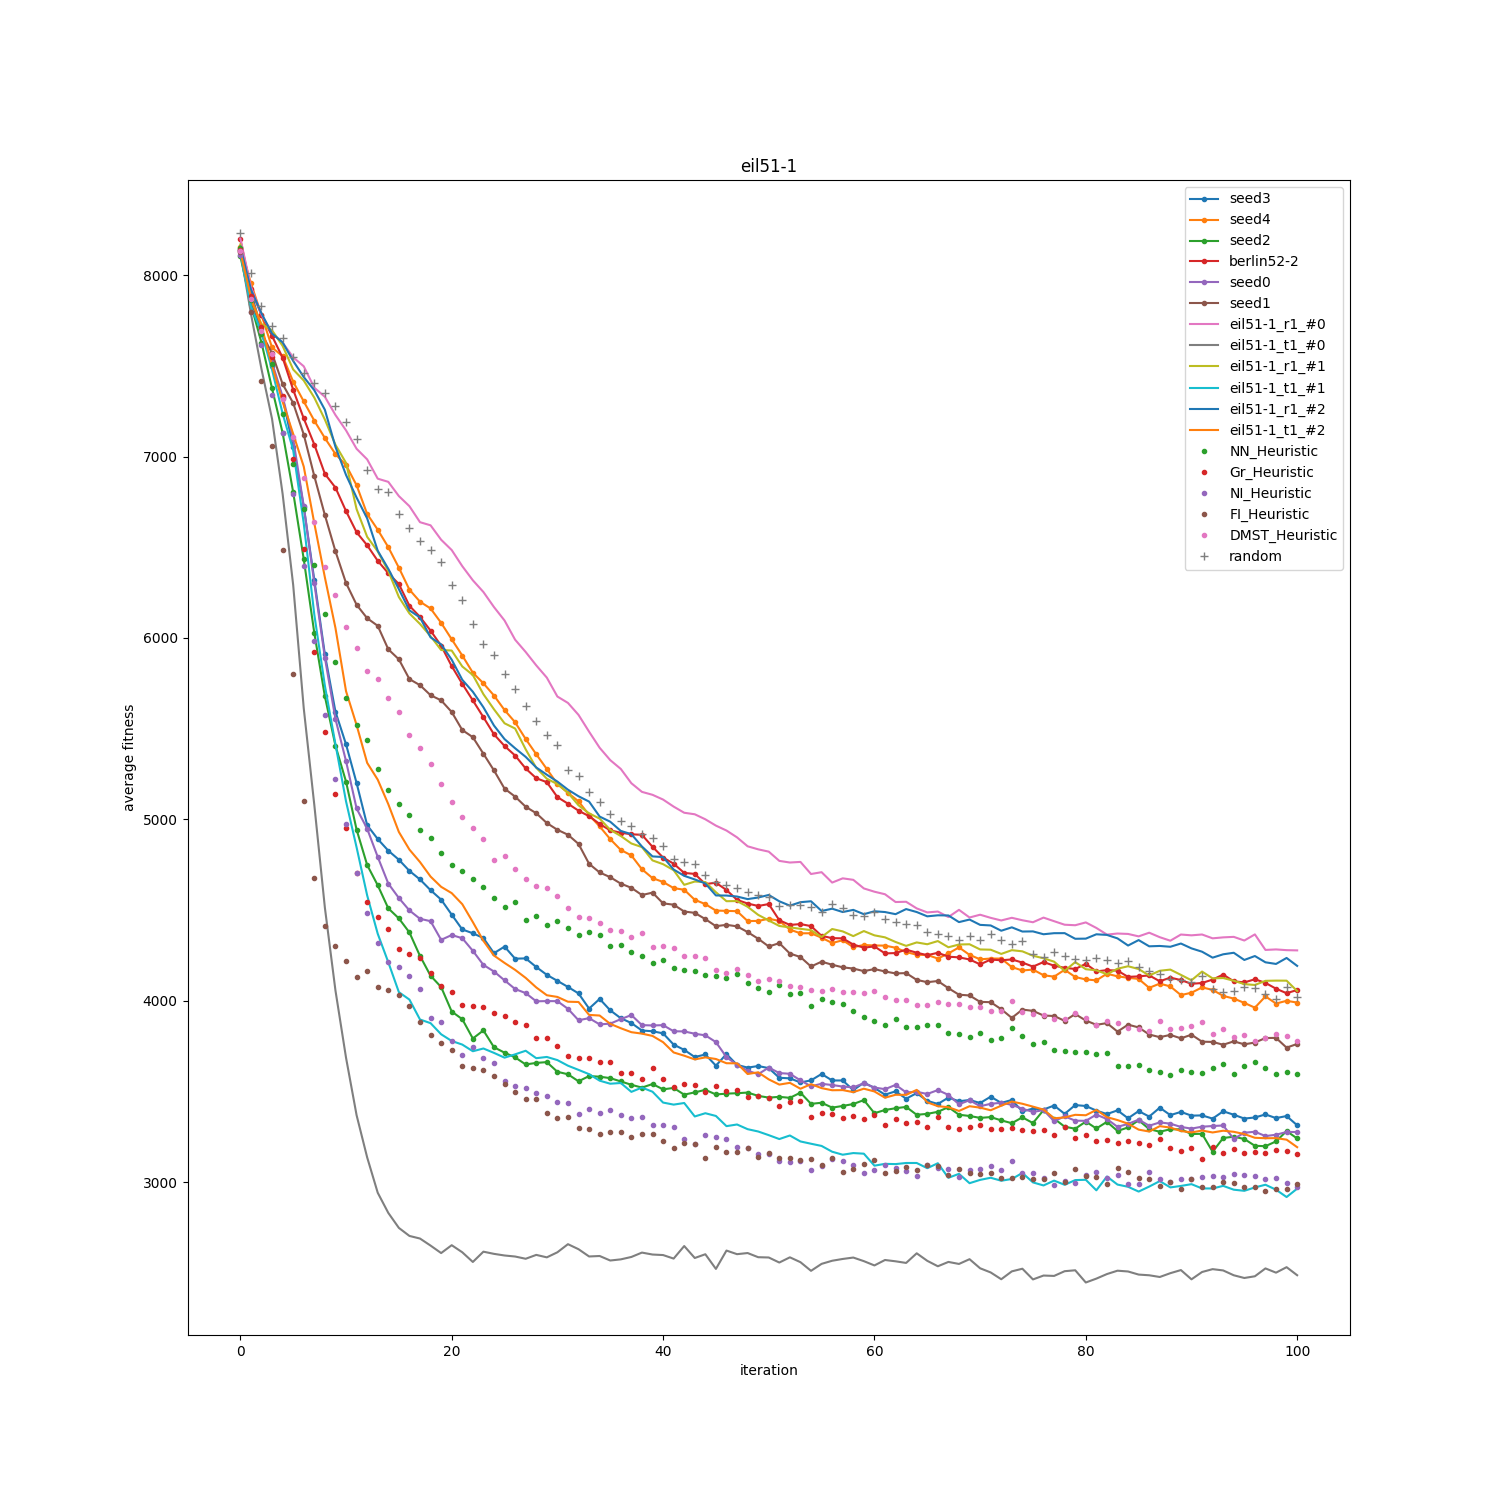 eil51-1
seed3
seed4
seed2
berlin52-2
seed0
seed1
eil51-1_r1_#0
eil51-1_t1_#0
eil51-1_r1_#1
eil51-1_t1_#1
eil51-1_r1_#2
eil51-1_t1_#2
NN_Heuristic
Gr_Heuristic
NI_Heuristic
FI_Heuristic
DMST_Heuristic
random
8000
7000
6000
5000
4000
3000
average fitness
0 20 40 60 80 100
iteration